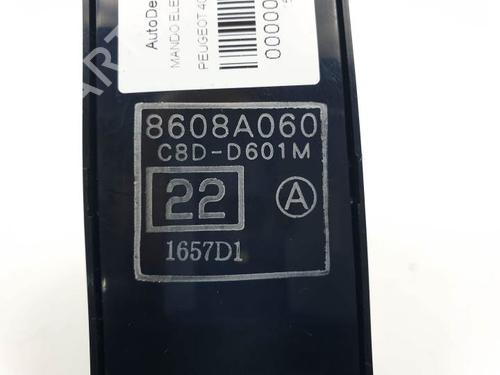 AutoDe
MANDO ELE
PEUGEOT 40
00000
8608A060
C8D-D601M
22
A
1657D1